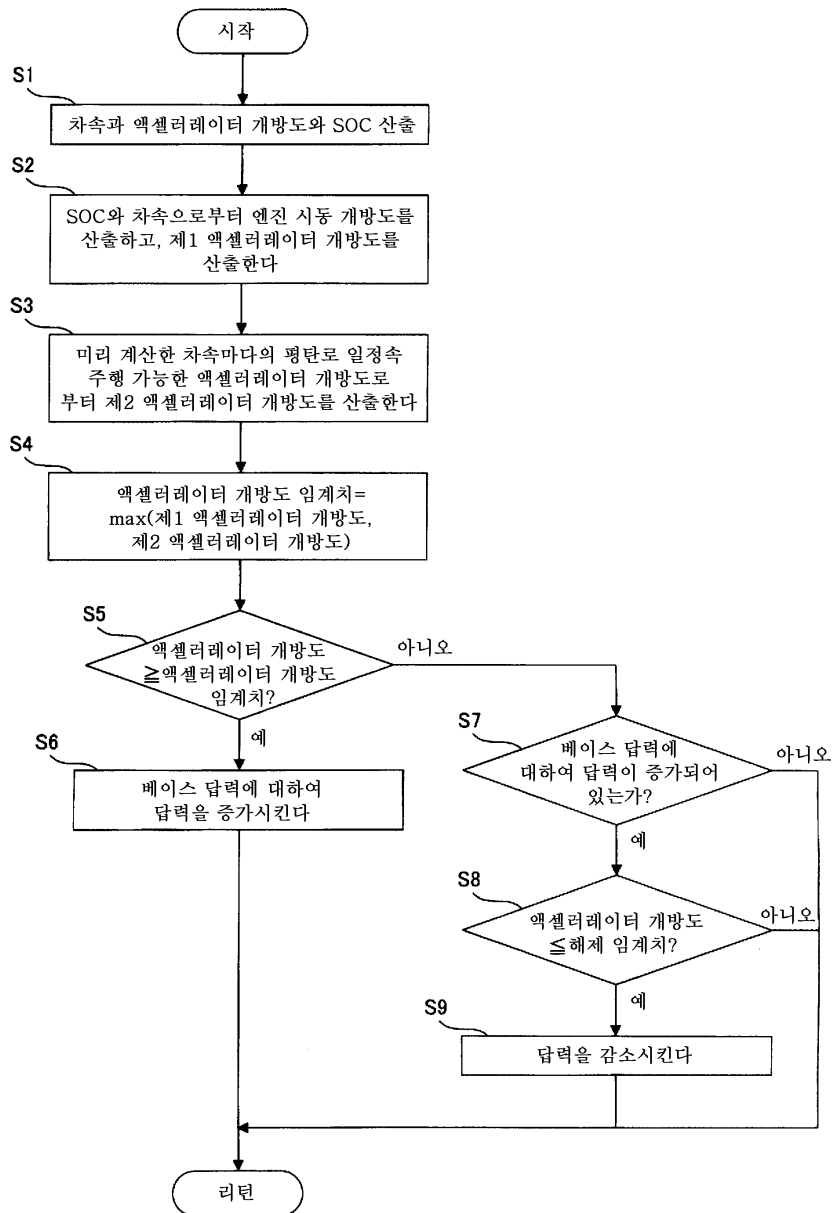 시작
S1
차속과 액셀러레이터 개방도와 SOC 산출
S2
SOC와 차속으로부터 엔진 시동 개방도를
산출하고, 제1 액셀러레이터 개방도를
산출한다
S3
미리 계산한 차속마다의 평탄로 일정속
주행 가능한 액셀러레이터 개방도로
부터 제2 액셀러레이터 개방도를 산출한다
S4
액셀러레이터 개방도 임계치=
max(제1 액셀러레이터 개방도,
제2 액셀러레이터 개방도)
S5
액셀러레이터 개방도
≧액셀러레이터 개방도
임계치?
아니오
예
S6
베이스 답력에 대하여
답력을 증가시킨다
S7
베이스 답력에
대하여 답력이 증가되어
있는가?
아니오
예
S8
액셀러레이터 개방도
≦해제 임계치?
아니오
예
S9
답력을 감소시킨다
리턴